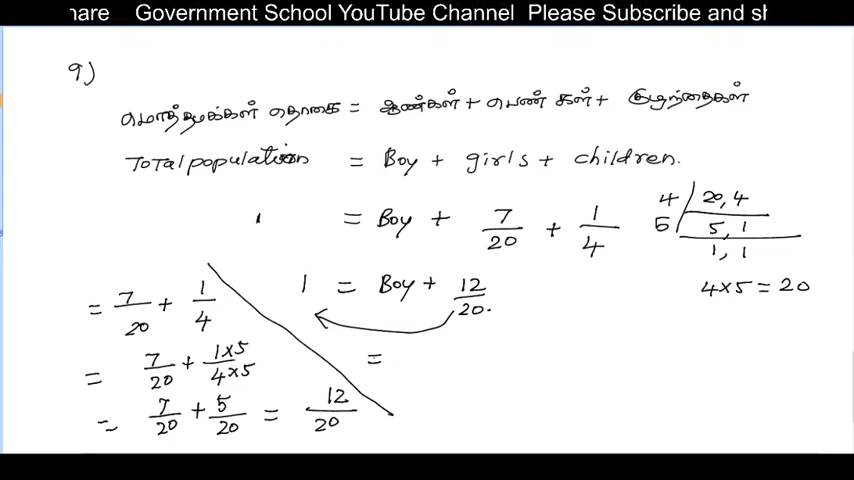 hare Government School YouTube Channel Please Subscribe and sh
9)
மொத்தமக்கள் தொகை = ஆண்கள் + பெண் கள் + குழந்தைகள்
Total population = Boy + girls + children.
= Boy + 7/20 + 1/4
4 | 20, 4
5 | 5, 1
1, 1
4×5 = 20
1 = Boy + 12/20.
=
= 7/20 + 1/4
= 7/20 + 1×5/4×5
= 7/20 + 5/20 = 12/20